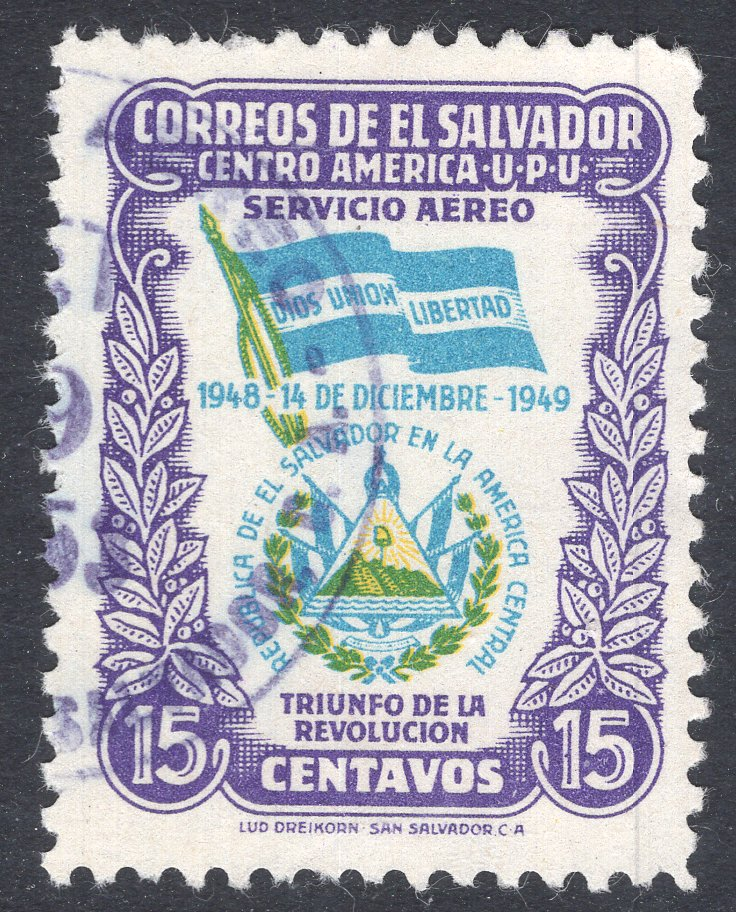 CORREOS DE EL SALVADOR
CENTRO AMERICA·U·P·U·
SERVICIO AÉREO
DIOS UNION LIBERTAD
1948-14 DE DICIEMBRE-1949
REPUBLICA DE EL SALVADOR EN LA AMERICA CENTRAL
TRIUNFO DE LA
REVOLUCION
15 CENTAVOS 15
LUD DREIKORN · SAN SALVADOR.C·A